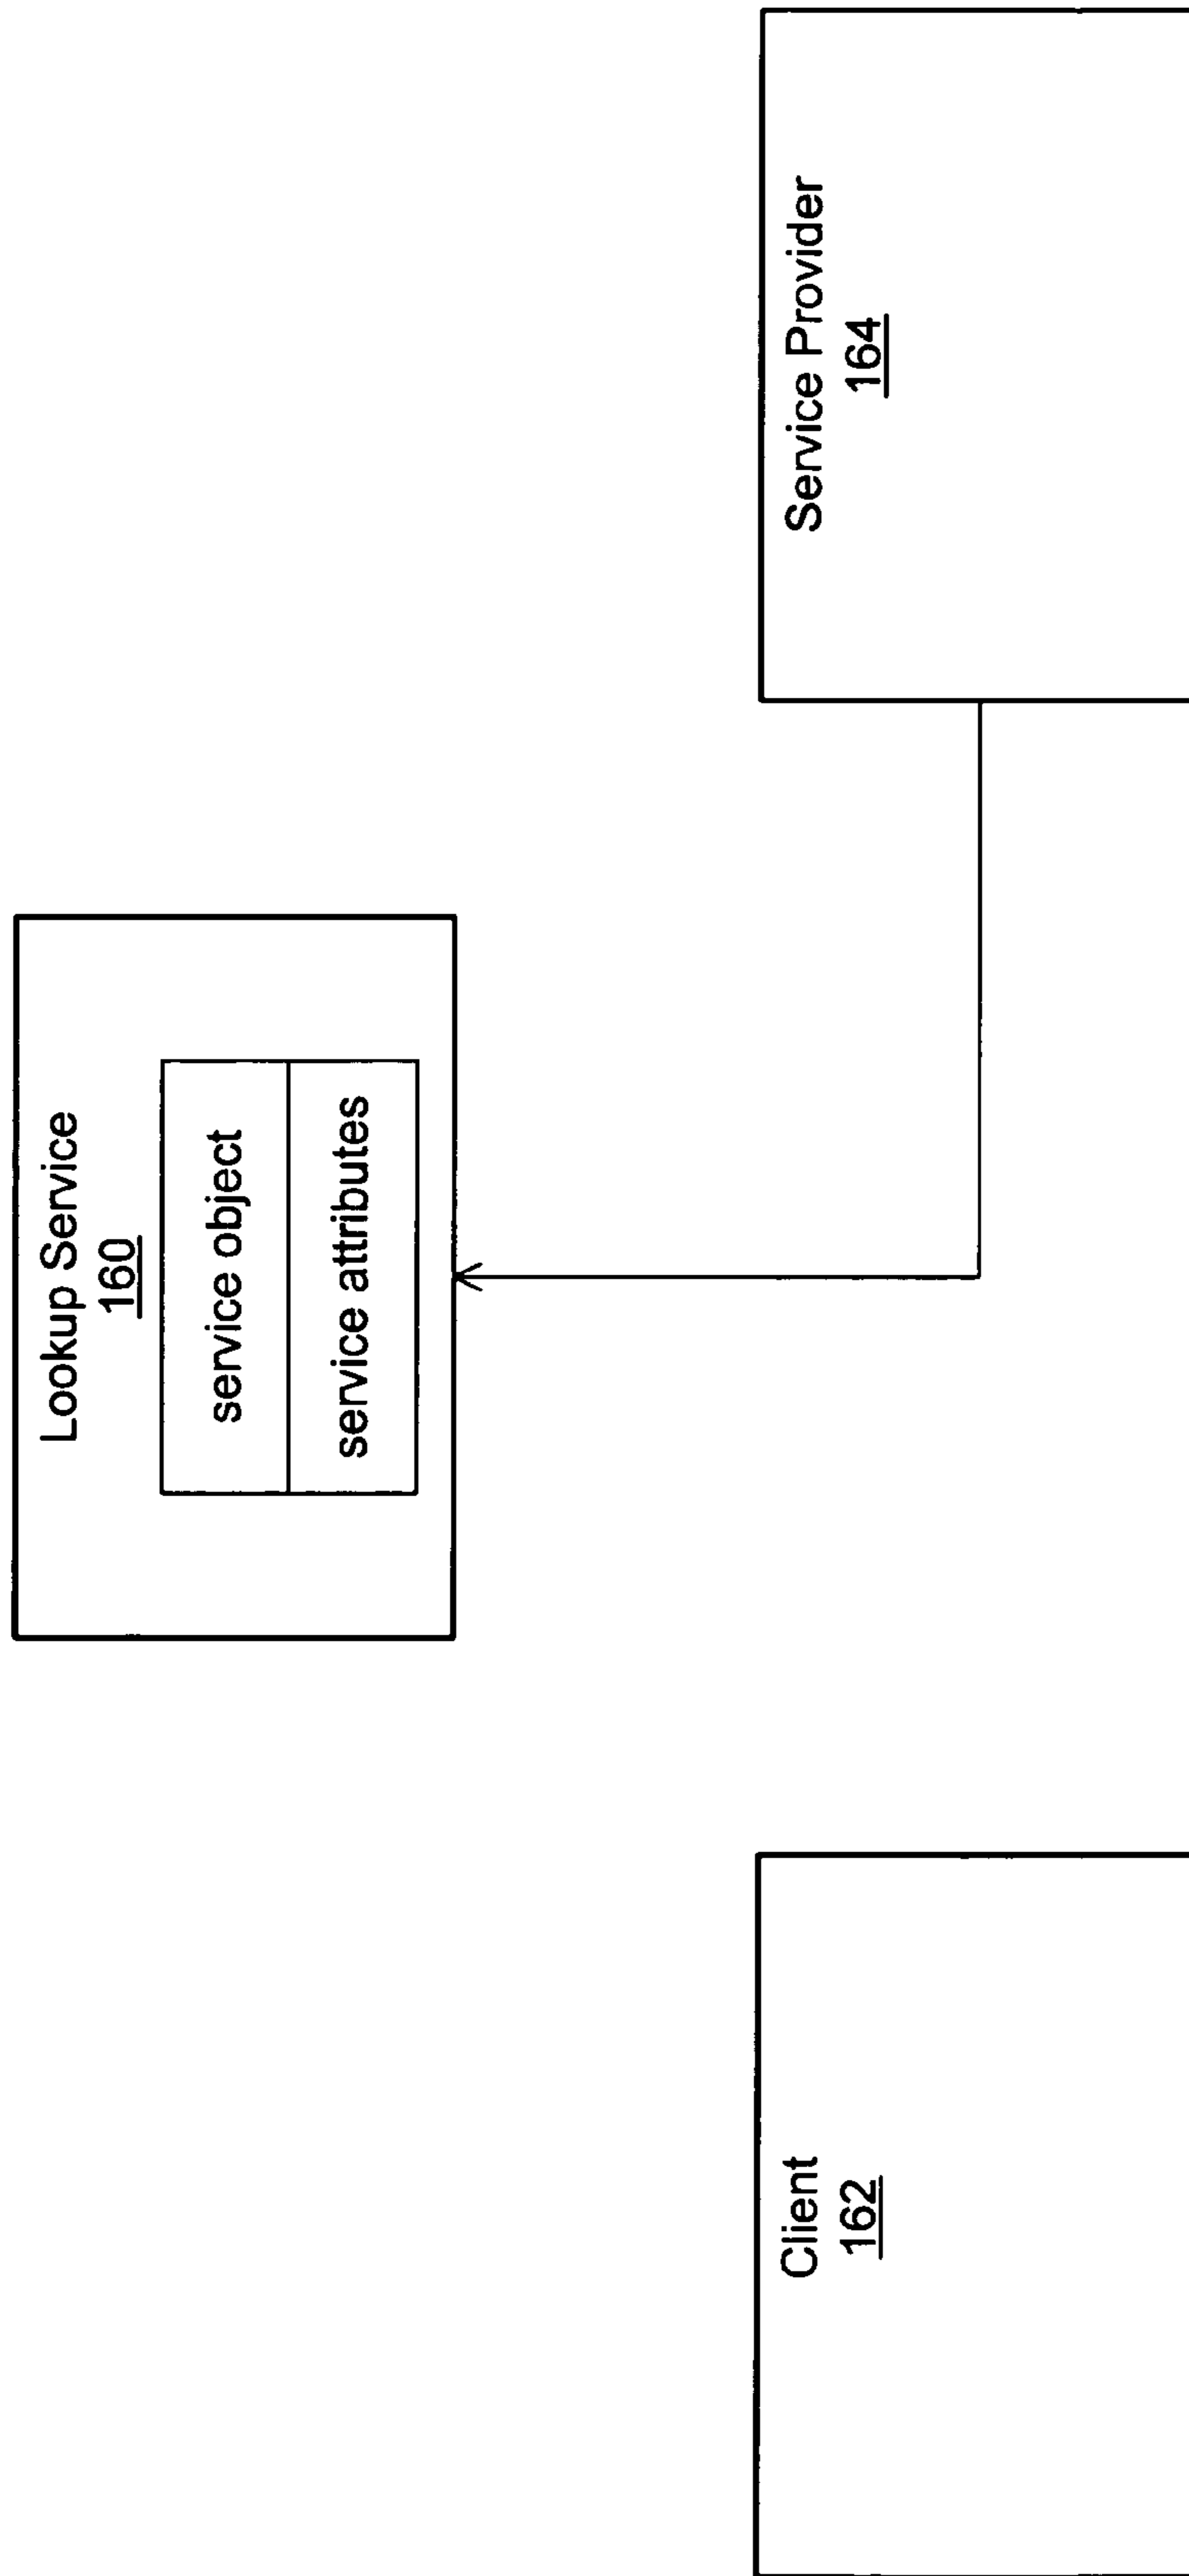 Lookup Service
160
service object
service attributes
Client
162
Service Provider
164